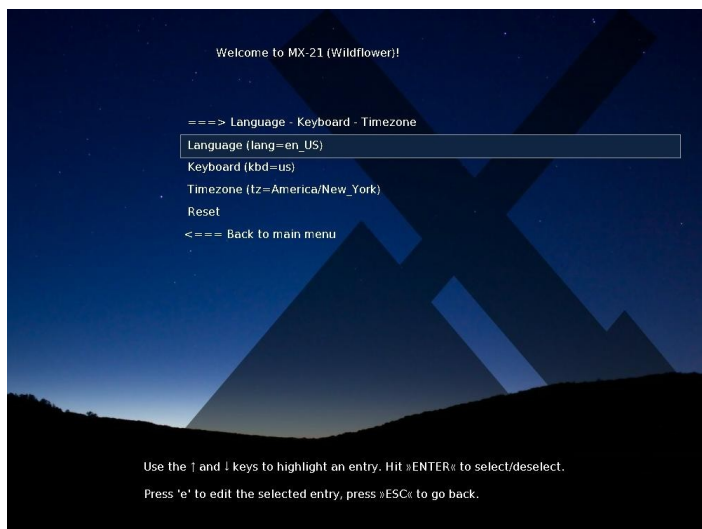 Welcome to MX-21 (Wildflower)!
===> Language - Keyboard - Timezone
Language (lang=en_US)
Keyboard (kbd=us)
Timezone (tz=America/New_York)
Reset
<=== Back to main menu
Use the ↑ and ↓ keys to highlight an entry. Hit »ENTER« to select/deselect.
Press 'e' to edit the selected entry, press »ESC« to go back.